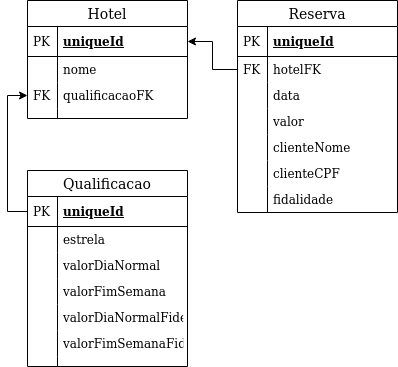 Hotel
PK uniqueId
nome
FK qualificacaoFK
Reserva
PK uniqueId
FK hotelFK
data
valor
clienteNome
clienteCPF
fidalidade
Qualificacao
PK uniqueId
estrela
valorDiaNormal
valorFimSemana
valorDiaNormalFide
valorFimSemanaFid